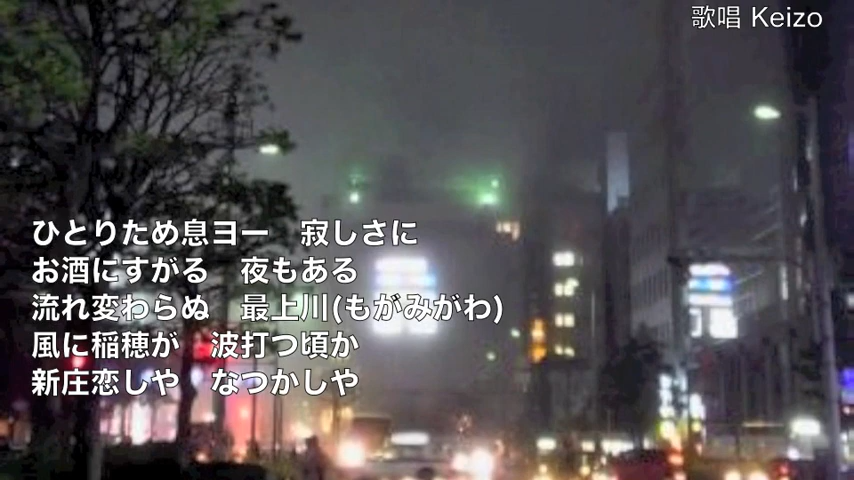 歌唱 Keizo
ひとりため息ヨー　寂しさに
お酒にすがる　夜もある
流れ変わらぬ　最上川(もがみがわ)
風に稲穂が　波打つ頃か
新庄恋しや　なつかしや